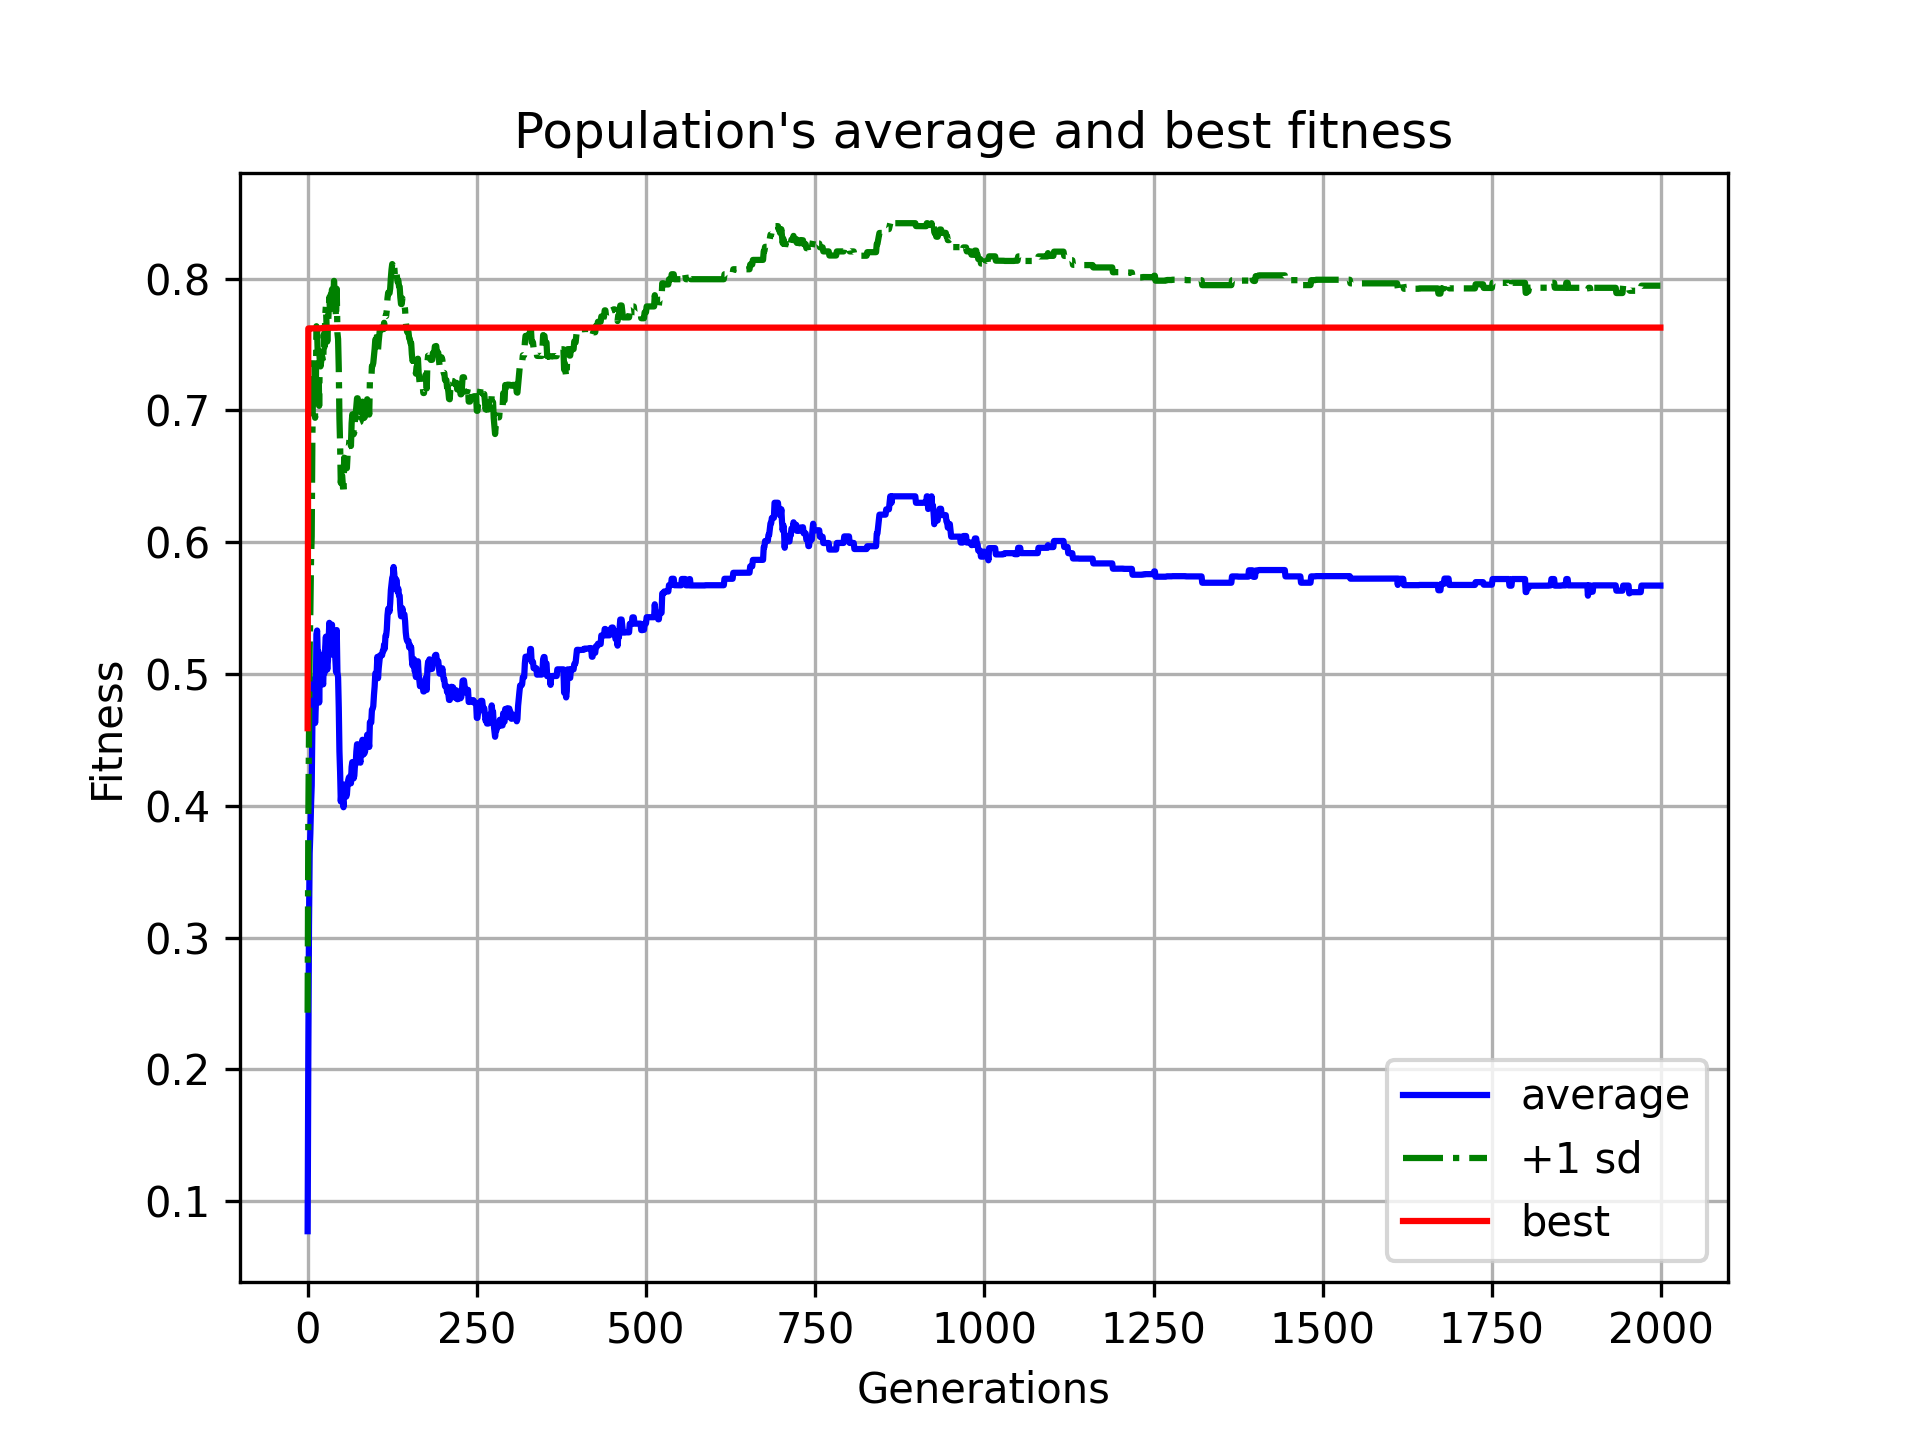 Population's average and best fitness
Fitness
0.8
0.7
0.6
0.5
0.4
0.3
0.2
0.1
average
+1 sd
best
0 250 500 750 1000 1250 1500 1750 2000
Generations